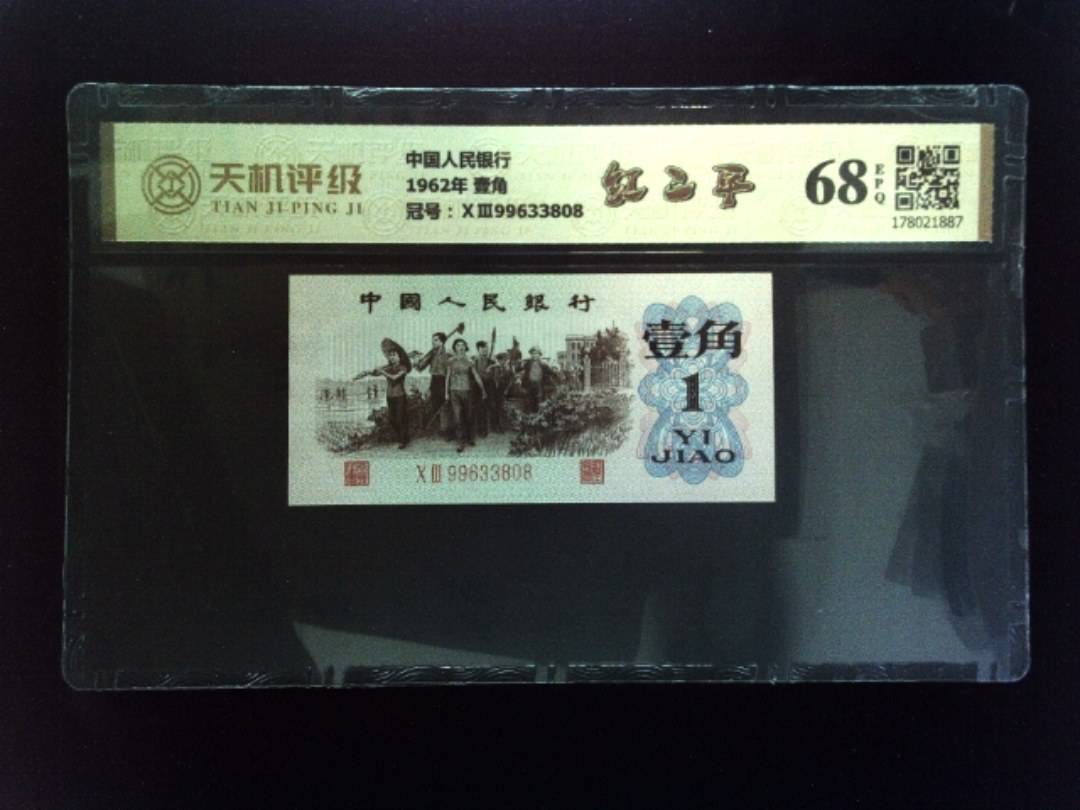 天机评级
TIAN JI PING JI
中国人民银行
1962年 壹角
冠号：XⅢ99633808
红二平
68
EPQ
178021887
中國人民銀行
壹角
1
YI
JIAO
XⅢ99633808